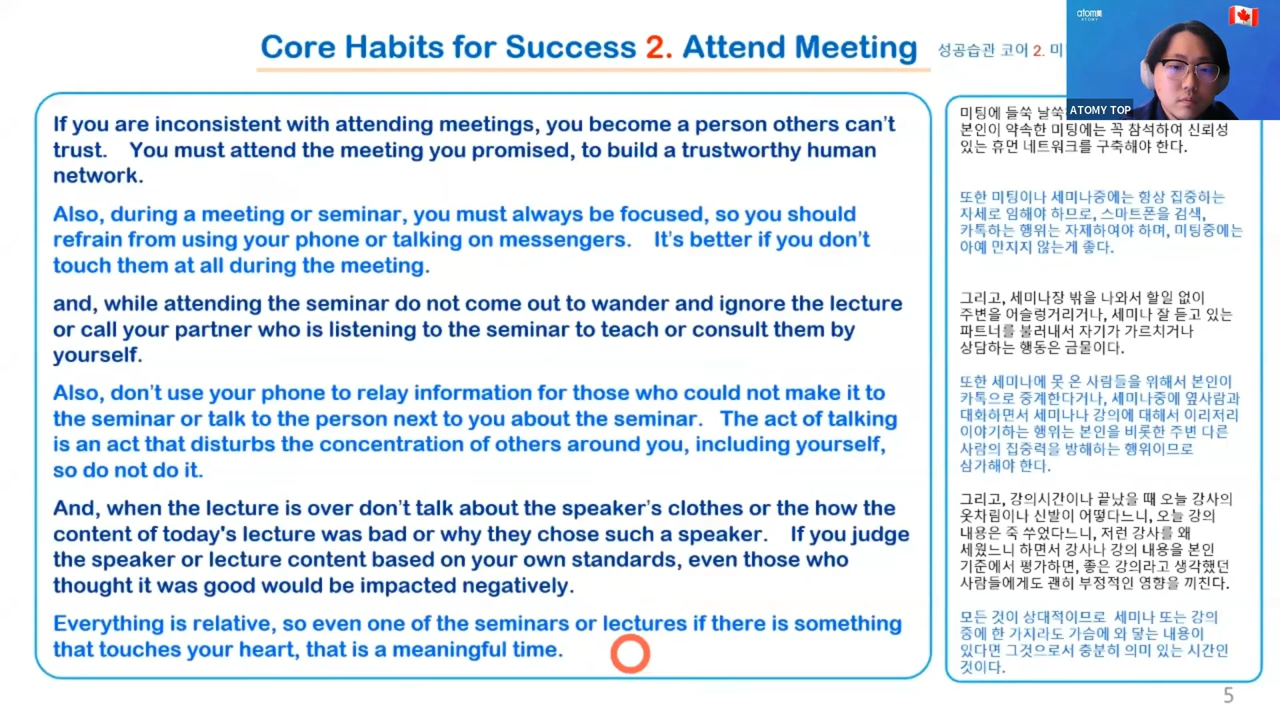 Core Habits for Success 2. Attend Meeting
성공습관 코어 2. 미
atom美
ATOMY
ATOMY TOP
If you are inconsistent with attending meetings, you become a person others can't
trust. You must attend the meeting you promised, to build a trustworthy human
network.
Also, during a meeting or seminar, you must always be focused, so you should
refrain from using your phone or talking on messengers. It's better if you don't
touch them at all during the meeting.
and, while attending the seminar do not come out to wander and ignore the lecture
or call your partner who is listening to the seminar to teach or consult them by
yourself.
Also, don't use your phone to relay information for those who could not make it to
the seminar or talk to the person next to you about the seminar. The act of talking
is an act that disturbs the concentration of others around you, including yourself,
so do not do it.
And, when the lecture is over don't talk about the speaker's clothes or the how the
content of today's lecture was bad or why they chose such a speaker. If you judge
the speaker or lecture content based on your own standards, even those who
thought it was good would be impacted negatively.
Everything is relative, so even one of the seminars or lectures if there is something
that touches your heart, that is a meaningful time.
미팅에 들쑥 날쑥
본인이 약속한 미팅에는 꼭 참석하여 신뢰성
있는 휴먼 네트워크를 구축해야 한다.
또한 미팅이나 세미나중에는 항상 집중하는
자세로 임해야 하므로, 스마트폰을 검색,
카톡하는 행위는 자제하여야 하며, 미팅중에는
아예 만지지 않는게 좋다.
그리고, 세미나장 밖을 나와서 할일 없이
주변을 어슬렁거리거나, 세미나 잘 듣고 있는
파트너를 불러내서 자기가 가르치거나
상담하는 행동은 금물이다.
또한 세미나에 못 온 사람들을 위해서 본인이
카톡으로 중계한다거나, 세미나중에 옆사람과
대화하면서 세미나나 강의에 대해서 이리저리
이야기하는 행위는 본인을 비롯한 주변 다른
사람의 집중력을 방해하는 행위이므로
삼가해야 한다.
그리고, 강의시간이나 끝났을 때 오늘 강사의
옷차림이나 신발이 어떻다느니, 오늘 강의
내용은 죽 쑤었다느니, 저런 강사를 왜
세웠느니 하면서 강사나 강의 내용을 본인
기준에서 평가하면, 좋은 강의라고 생각했던
사람들에게도 괜히 부정적인 영향을 끼친다.
모든 것이 상대적이므로 세미나 또는 강의
중에 한 가지라도 가슴에 와 닿는 내용이
있다면 그것으로서 충분히 의미 있는 시간인
것이다.
5